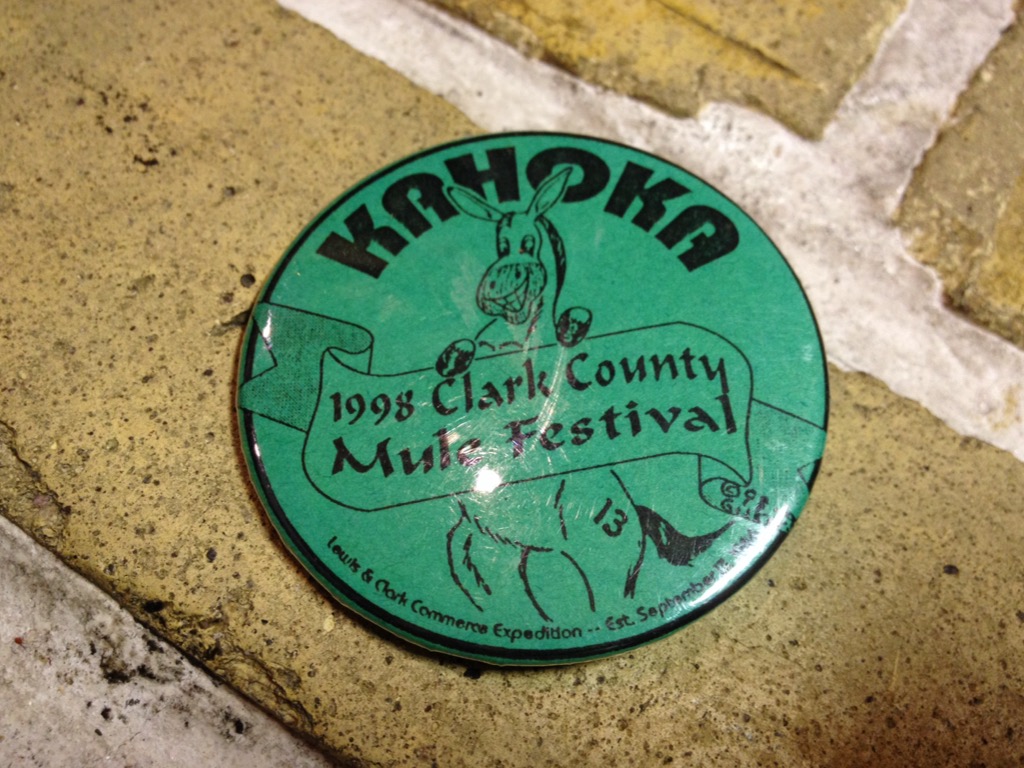 KAHOKA
1998 Clark County
Mule Festival
13
Lewis & Clark Commerce Expedition -- Est. September